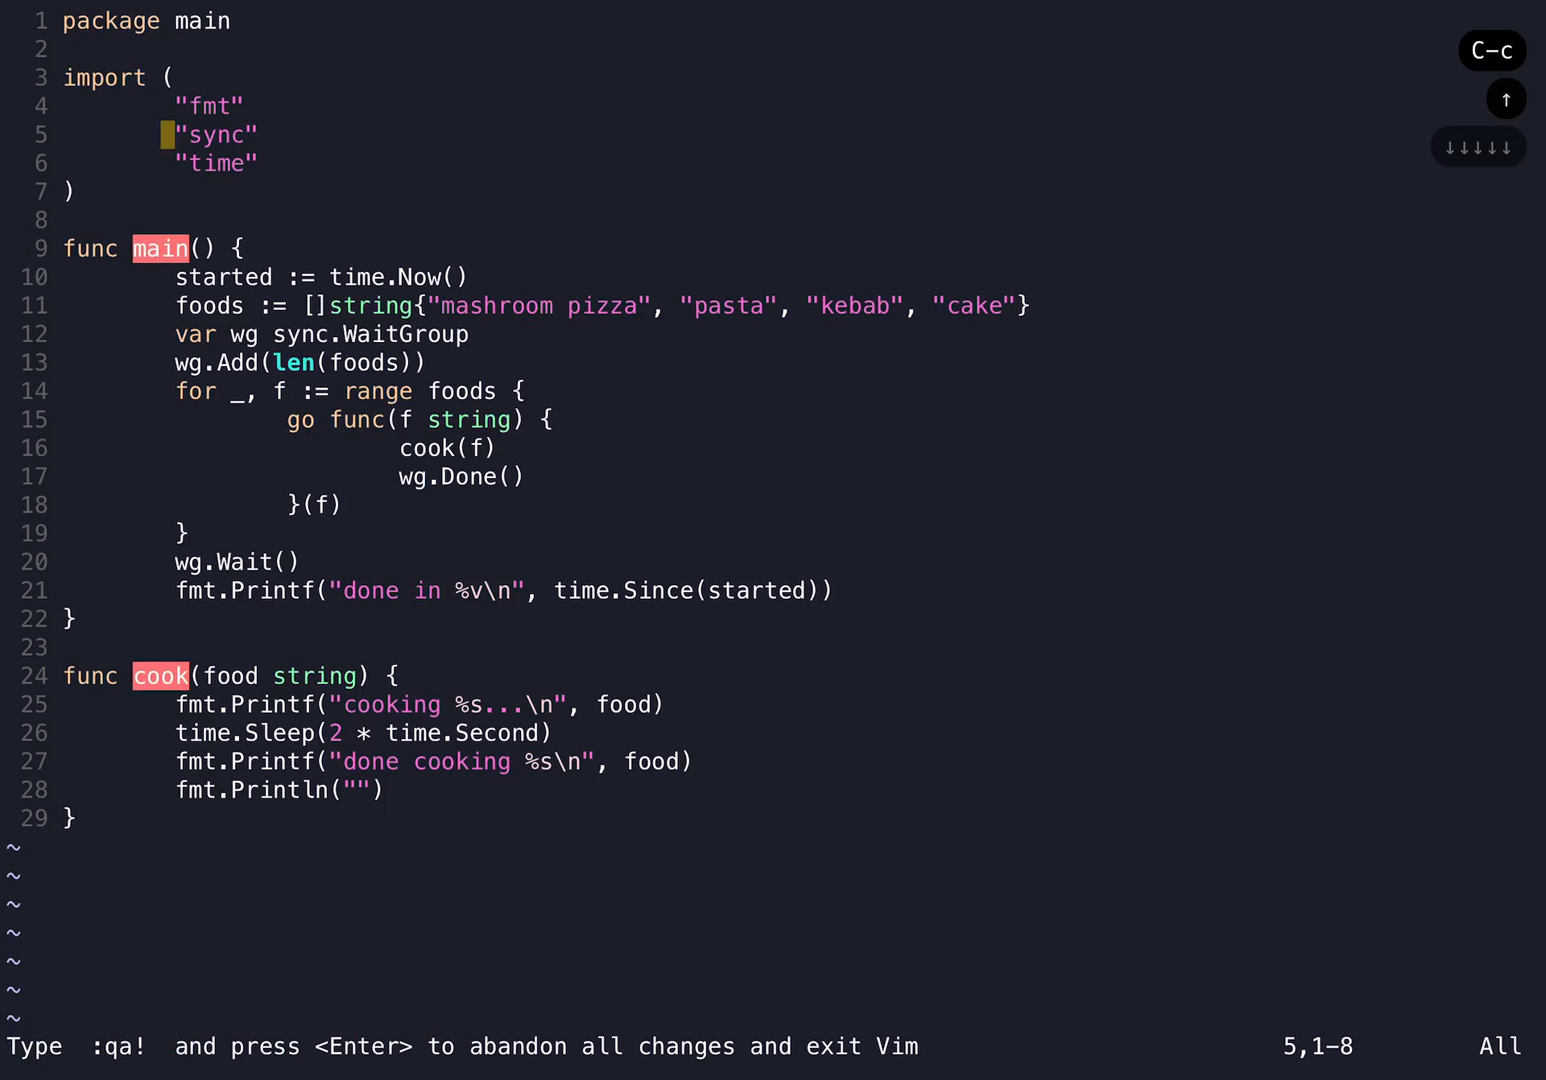 1 package main
2
3 import (
4         "fmt"
5         "sync"
6         "time"
7 )
8
9 func main() {
10         started := time.Now()
11         foods := []string{"mashroom pizza", "pasta", "kebab", "cake"}
12         var wg sync.WaitGroup
13         wg.Add(len(foods))
14         for _, f := range foods {
15                 go func(f string) {
16                         cook(f)
17                         wg.Done()
18                 }(f)
19         }
20         wg.Wait()
21         fmt.Printf("done in %v\n", time.Since(started))
22 }
23
24 func cook(food string) {
25         fmt.Printf("cooking %s...\n", food)
26         time.Sleep(2 * time.Second)
27         fmt.Printf("done cooking %s\n", food)
28         fmt.Println("")
29 }
~
~
~
~
~
~
~
Type  :qa!  and press <Enter> to abandon all changes and exit Vim 5,1-8 All
C-c
↑
↓↓↓↓↓